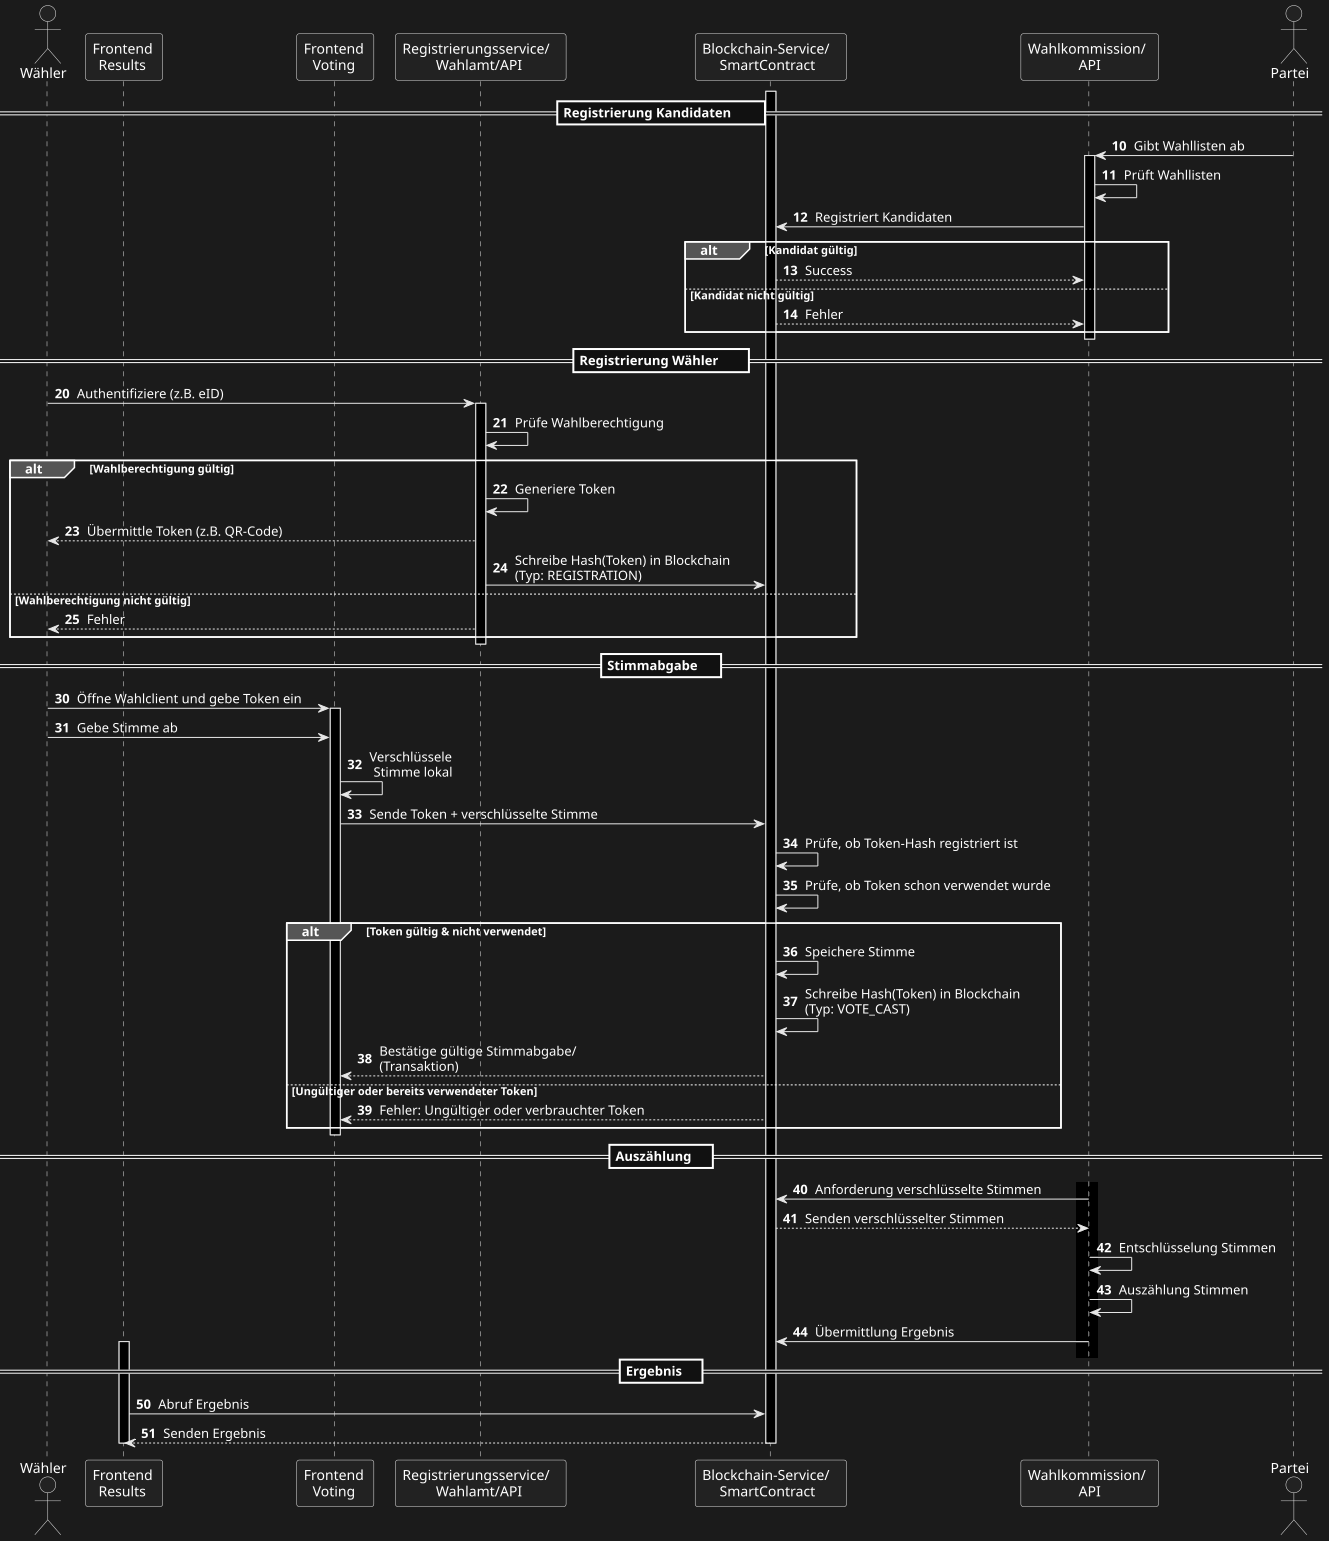 Wähler
Frontend
Results
Frontend
Voting
Registrierungsservice/
Wahlamt/API
Blockchain-Service/
SmartContract
Wahlkommission/
API
Partei
Registrierung Kandidaten
10 Gibt Wahllisten ab
11 Prüft Wahllisten
12 Registriert Kandidaten
alt [Kandidat gültig]
13 Success
[Kandidat nicht gültig]
14 Fehler
Registrierung Wähler
20 Authentifiziere (z.B. eID)
21 Prüfe Wahlberechtigung
alt [Wahlberechtigung gültig]
22 Generiere Token
23 Übermittle Token (z.B. QR-Code)
24 Schreibe Hash(Token) in Blockchain
(Typ: REGISTRATION)
[Wahlberechtigung nicht gültig]
25 Fehler
Stimmabgabe
30 Öffne Wahlclient und gebe Token ein
31 Gebe Stimme ab
32 Verschlüssele
Stimme lokal
33 Sende Token + verschlüsselte Stimme
34 Prüfe, ob Token-Hash registriert ist
35 Prüfe, ob Token schon verwendet wurde
alt [Token gültig & nicht verwendet]
36 Speichere Stimme
37 Schreibe Hash(Token) in Blockchain
(Typ: VOTE_CAST)
38 Bestätige gültige Stimmabgabe/
(Transaktion)
[Ungültiger oder bereits verwendeter Token]
39 Fehler: Ungültiger oder verbrauchter Token
Auszählung
40 Anforderung verschlüsselte Stimmen
41 Senden verschlüsselter Stimmen
42 Entschlüsselung Stimmen
43 Auszählung Stimmen
44 Übermittlung Ergebnis
Ergebnis
50 Abruf Ergebnis
51 Senden Ergebnis
Wähler
Frontend
Results
Frontend
Voting
Registrierungsservice/
Wahlamt/API
Blockchain-Service/
SmartContract
Wahlkommission/
API
Partei